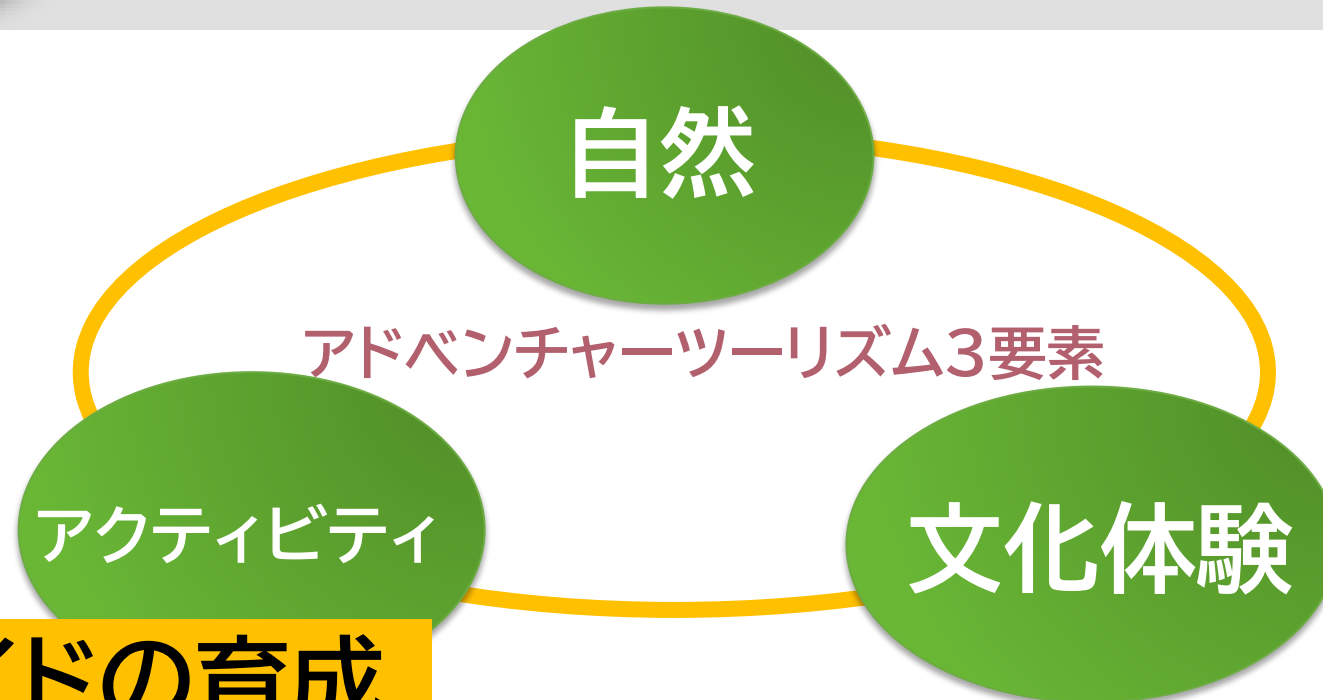 自然
アドベンチャーツーリズム3要素
アクティビティ
文化体験
イドの育成